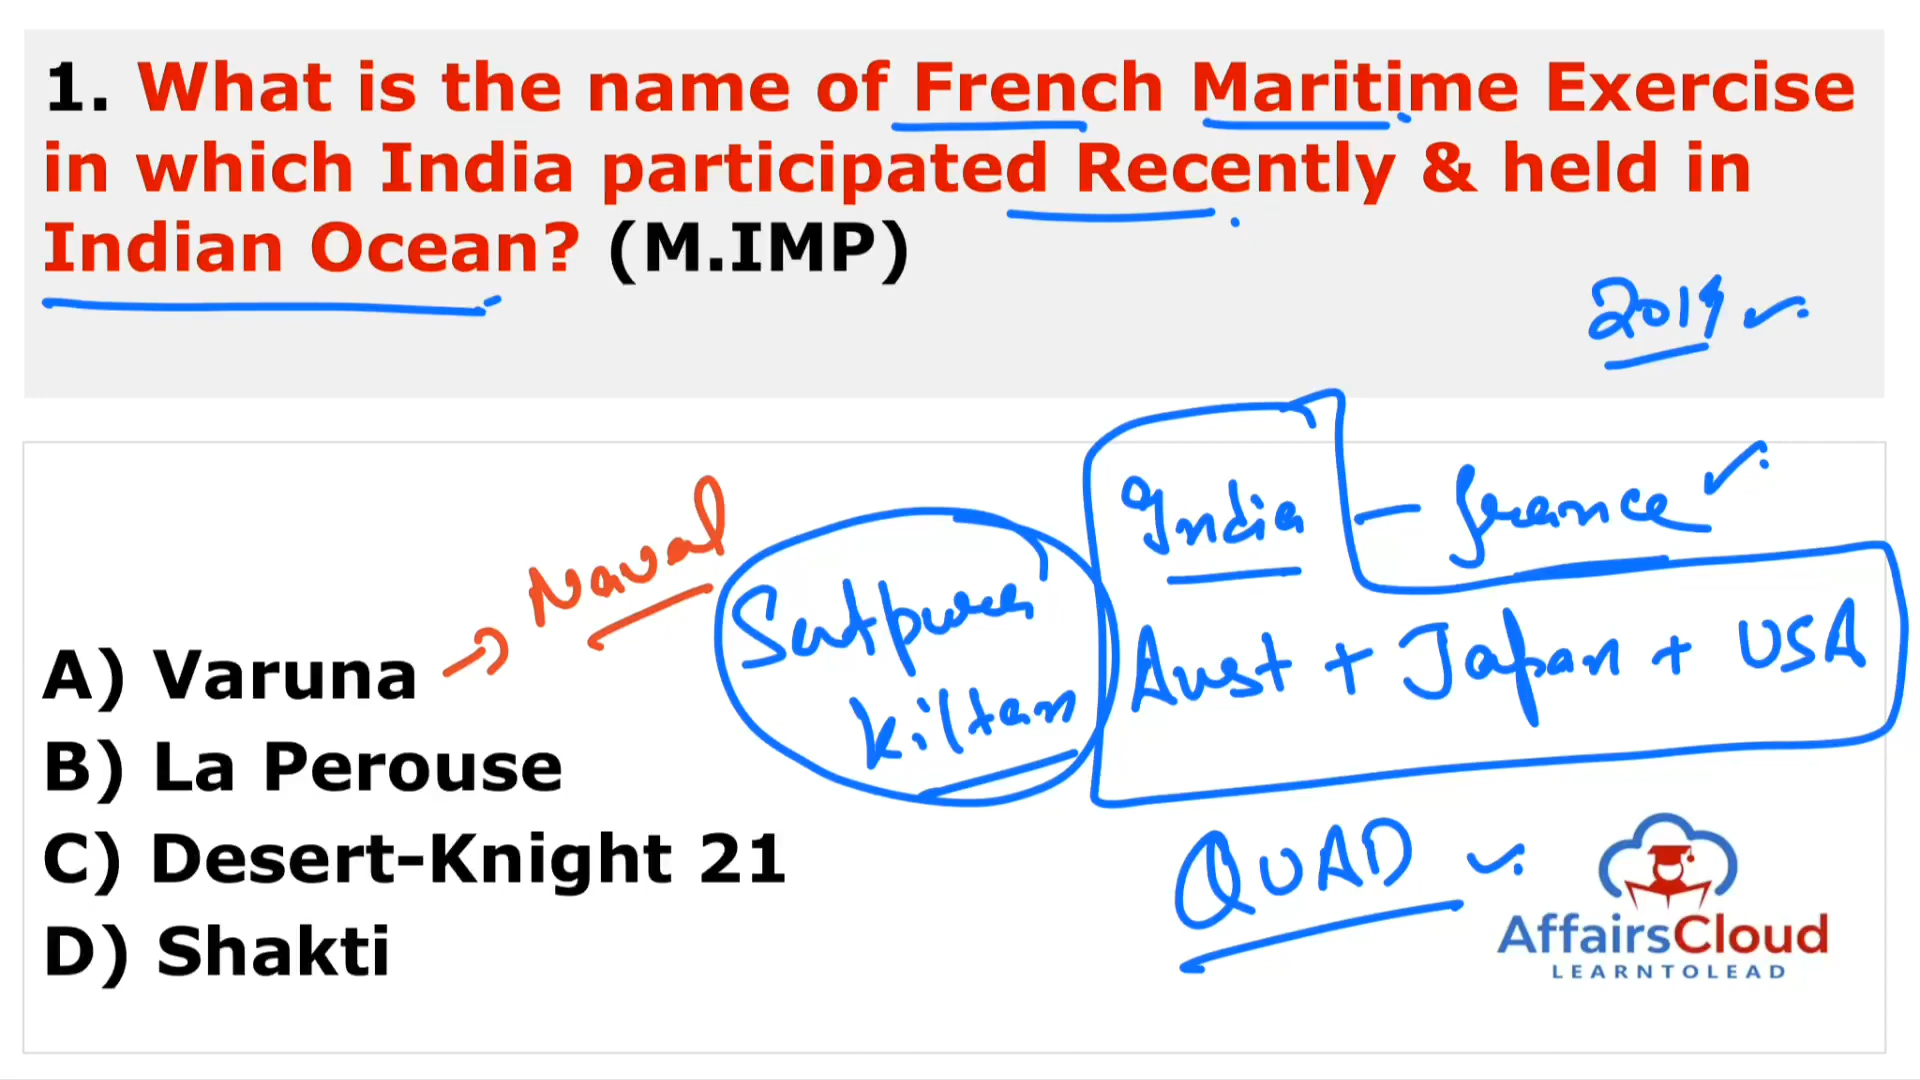 1. What is the name of French Maritime Exercise
in which India participated Recently & held in
Indian Ocean? (M.IMP)
2019
India - france
Naval
Satpura
Aust + Japan + USA
kiltan
A) Varuna
B) La Perouse
C) Desert-Knight 21
QUAD
D) Shakti
AffairsCloud
LEARNTOLEAD